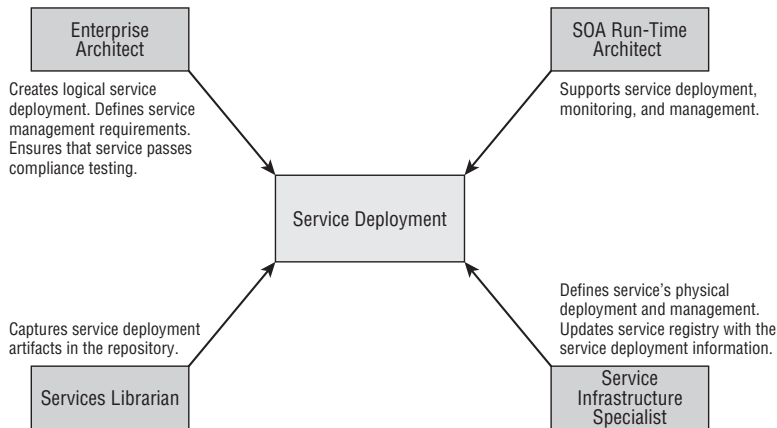 Enterprise
Architect
Creates logical service
deployment. Defines service
management requirements.
Ensures that service passes
compliance testing.
SOA Run-Time
Architect
Supports service deployment,
monitoring, and management.
Service Deployment
Captures service deployment
artifacts in the repository.
Services Librarian
Defines service's physical
deployment and management.
Updates service registry with the
service deployment information.
Service
Infrastructure
Specialist